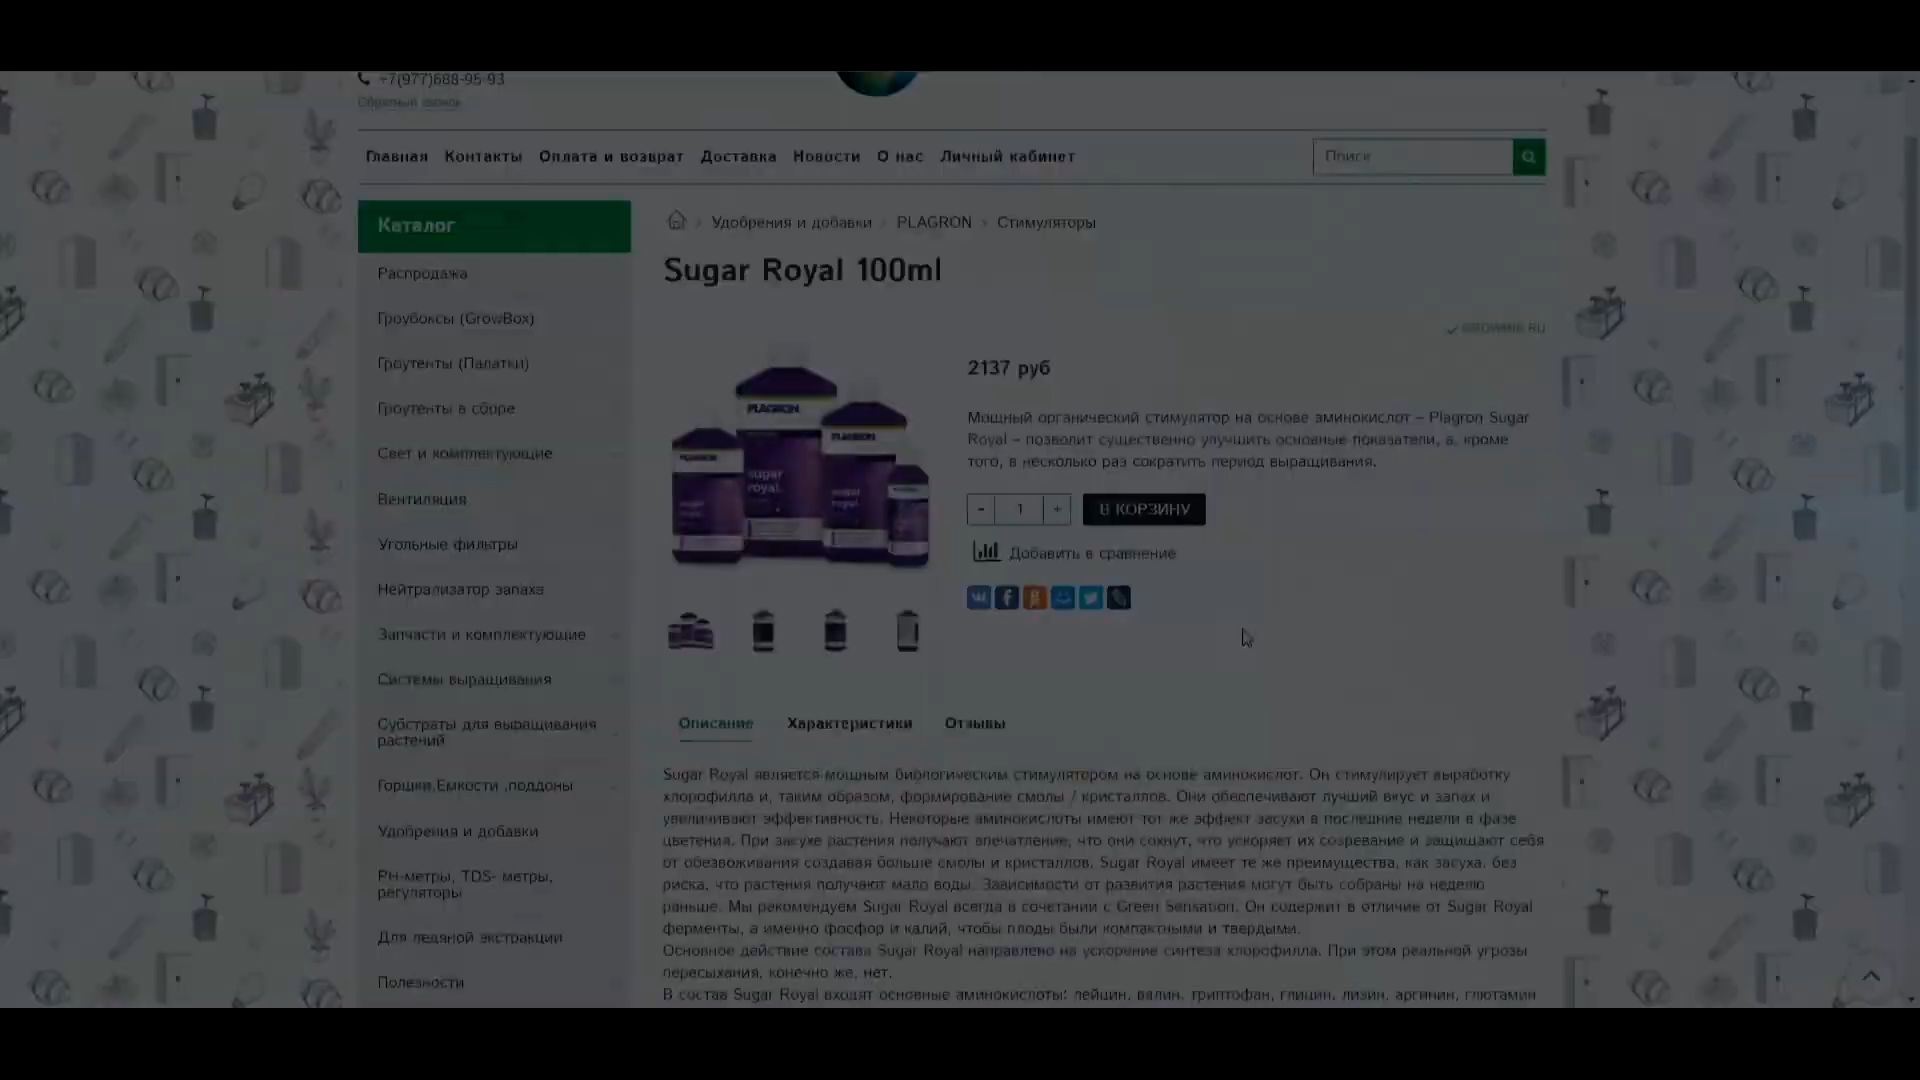 +7(977)688-95-93
Обратный звонок
Главная Контакты Оплата и возврат Доставка Новости О нас Личный кабинет
Поиск
Каталог
Распродажа
Гроубоксы (GrowBox)
Гроутенты (Палатки)
Гроутенты в сборе
Свет и комплектующие
Вентиляция
Угольные фильтры
Нейтрализатор запаха
Запчасти и комплектующие
Системы выращивания
Субстраты для выращивания
растений
Горшки,Емкости ,поддоны
Удобрения и добавки
PH-метры, TDS- метры,
регуляторы
Для ледяной экстракции
Полезности
Удобрения и добавки PLAGRON Стимуляторы
Sugar Royal 100ml
PLAGRON
sugar
royal
PLAGRON
sugar
royal
2137 руб
Мощный органический стимулятор на основе аминокислот – Plagron Sugar
Royal – позволит существенно улучшить основные показатели, а, кроме
того, в несколько раз сократить период выращивания.
- 1 + В КОРЗИНУ
Добавить в сравнение
Описание Характеристики Отзывы
Sugar Royal является мощным биологическим стимулятором на основе аминокислот. Он стимулирует выработку
хлорофилла и, таким образом, формирование смолы / кристаллов. Они обеспечивают лучший вкус и запах и
увеличивают эффективность. Некоторые аминокислоты имеют тот же эффект засухи в последние недели в фазе
цветения. При засухе растения получают впечатление, что они сохнут, что ускоряет их созревание и защищают себя
от обезвоживания создавая больше смолы и кристаллов. Sugar Royal имеет те же преимущества, как засуха, без
риска, что растения получают мало воды. Зависимости от развития растения могут быть собраны на неделю
раньше. Мы рекомендуем Sugar Royal всегда в сочетании с Green Sensation. Он содержит в отличие от Sugar Royal
ферменты, а именно фосфор и калий, чтобы плоды были компактными и твердыми.
Основное действие состава Sugar Royal направлено на ускорение синтеза хлорофилла. При этом реальной угрозы
пересыхания, конечно же, нет.
В состав Sugar Royal входят основные аминокислоты: лейцин, валин, триптофан, глицин, лизин, аргинин, глютамин